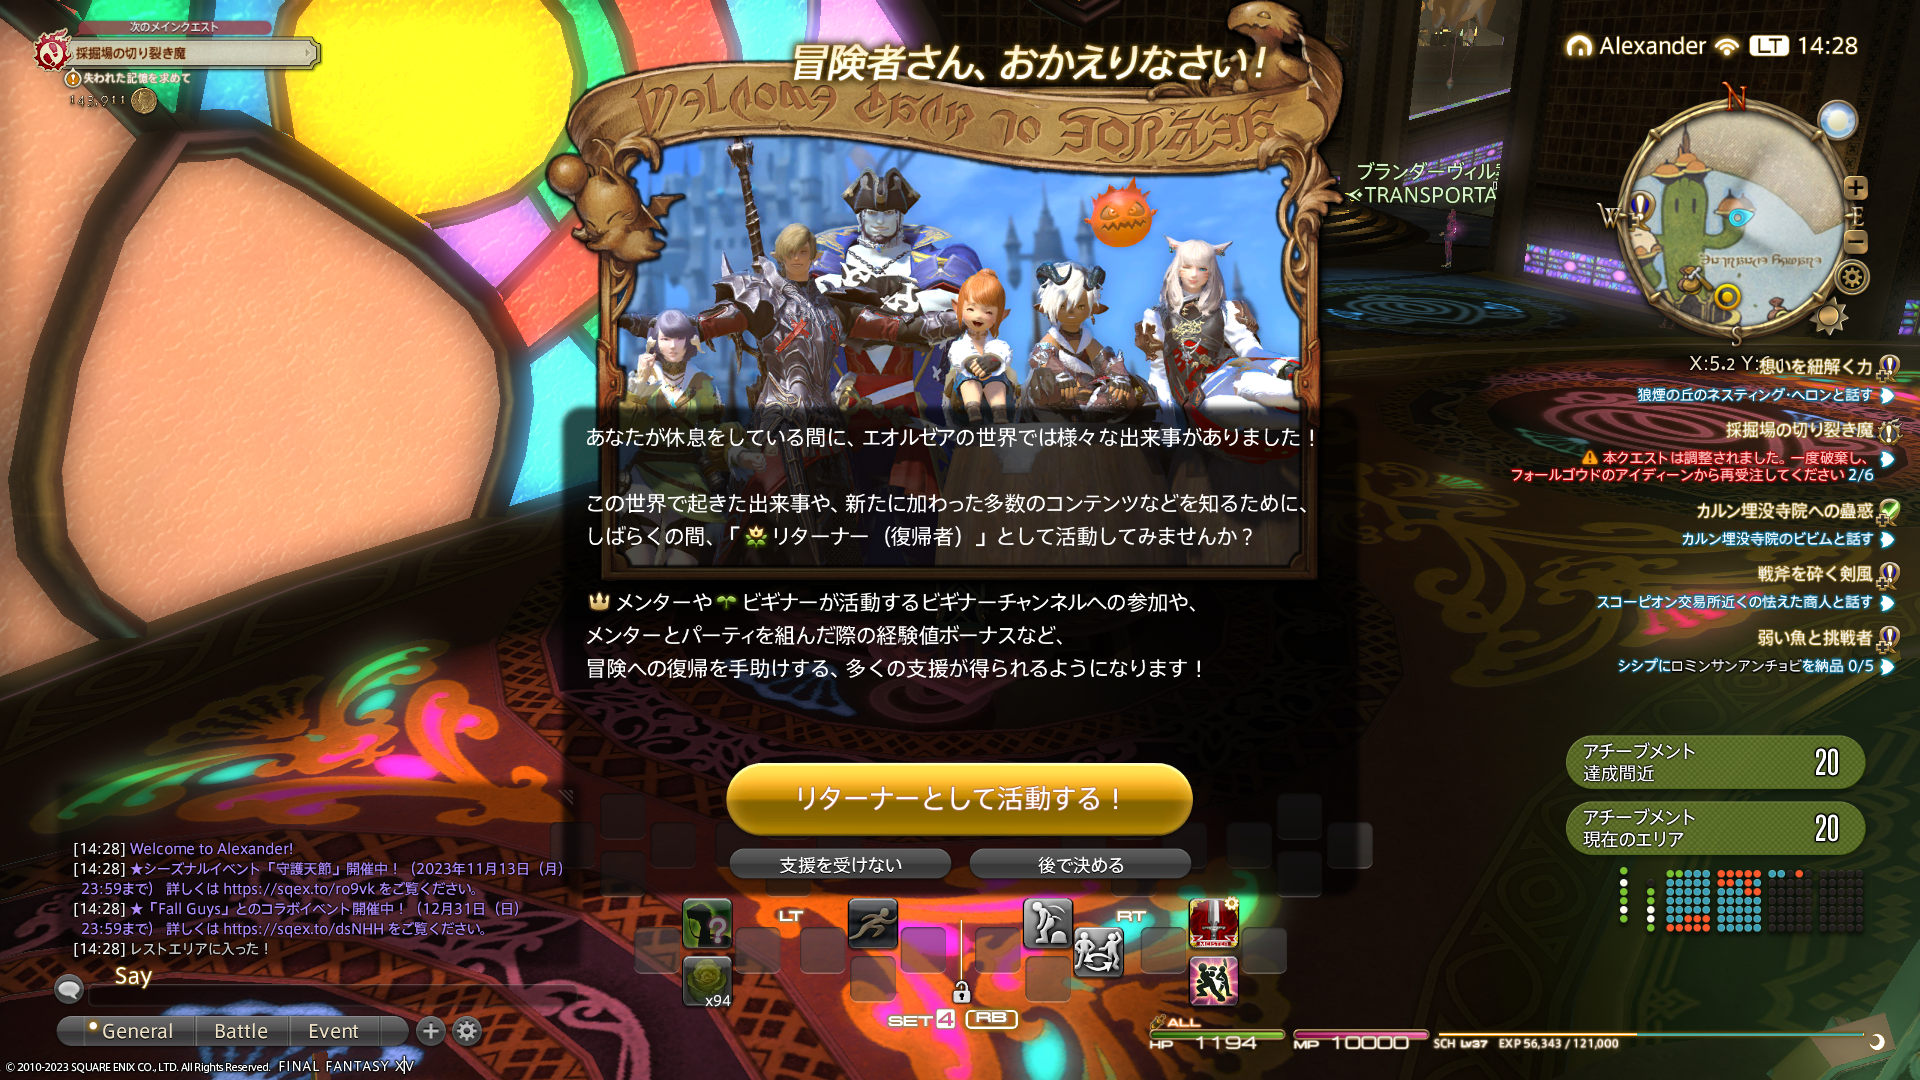 次のメインクエスト
採掘場の切り裂き魔
失われた記憶を求めて
143,911
冒険者さん、おかえりなさい！
Alexander LT 14:28
N
W
E
S
ブランダーヴィル
TRANSPORTA
X:5.2 Y:
想いを紐解く力
狼煙の丘のネスティング・ヘロンと話す
採掘場の切り裂き魔
本クエストは調整されました。一度破棄し、
フォールゴウドのアイディーンから再受注してください 2/6
カルン埋没寺院への蟲惑
カルン埋没寺院のビビムと話す
戦斧を砕く剣風
スコーピオン交易所近くの怯えた商人と話す
弱い魚と挑戦者
シシプにロミンサンアンチョビを納品 0/5
あなたが休息をしている間に、エオルゼアの世界では様々な出来事がありました！
この世界で起きた出来事や、新たに加わった多数のコンテンツなどを知るために、
しばらくの間、「リターナー（復帰者）」として活動してみませんか？
メンターやビギナーが活動するビギナーチャンネルへの参加や、
メンターとパーティを組んだ際の経験値ボーナスなど、
冒険への復帰を手助けする、多くの支援が得られるようになります！
リターナーとして活動する！
支援を受けない
後で決める
アチーブメント
達成間近 20
アチーブメント
現在のエリア 20
[14:28] Welcome to Alexander!
[14:28] ★シーズナルイベント「守護天節」開催中！（2023年11月13日（月）
23:59まで） 詳しくは https://sqex.to/ro9vk をご覧ください。
[14:28] ★「Fall Guys」とのコラボイベント開催中！（12月31日（日）
23:59まで） 詳しくは https://sqex.to/dsNHH をご覧ください。
[14:28] レストエリアに入った！
Say
General Battle Event
LT
RT
x94
MEISTER
SET 4 RB
ALL
HP 1194 MP 10000 SCH Lv37 EXP 56,343 / 121,000
© 2010-2023 SQUARE ENIX CO., LTD. All Rights Reserved. FINAL FANTASY XIV